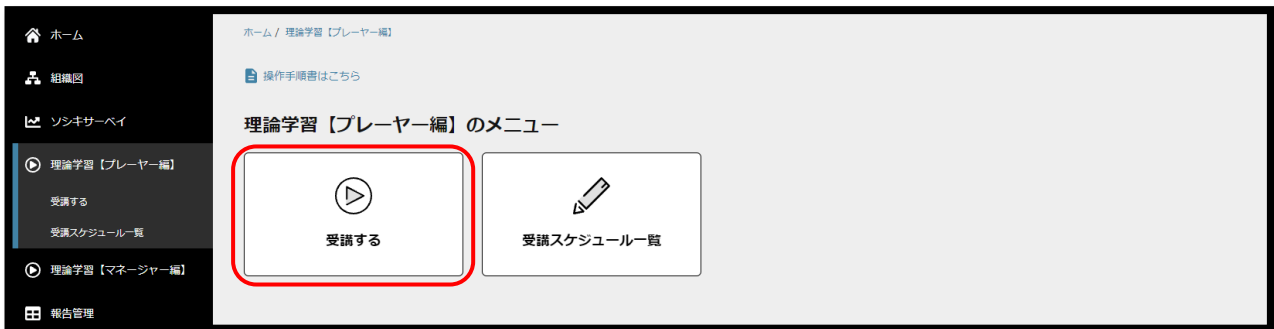 ホーム
組織図
ソシキサーベイ
理論学習【プレーヤー編】
受講する
受講スケジュール一覧
理論学習【マネージャー編】
報告管理
ホーム / 理論学習【プレーヤー編】
操作手順書はこちら
理論学習【プレーヤー編】のメニュー
受講する
受講スケジュール一覧